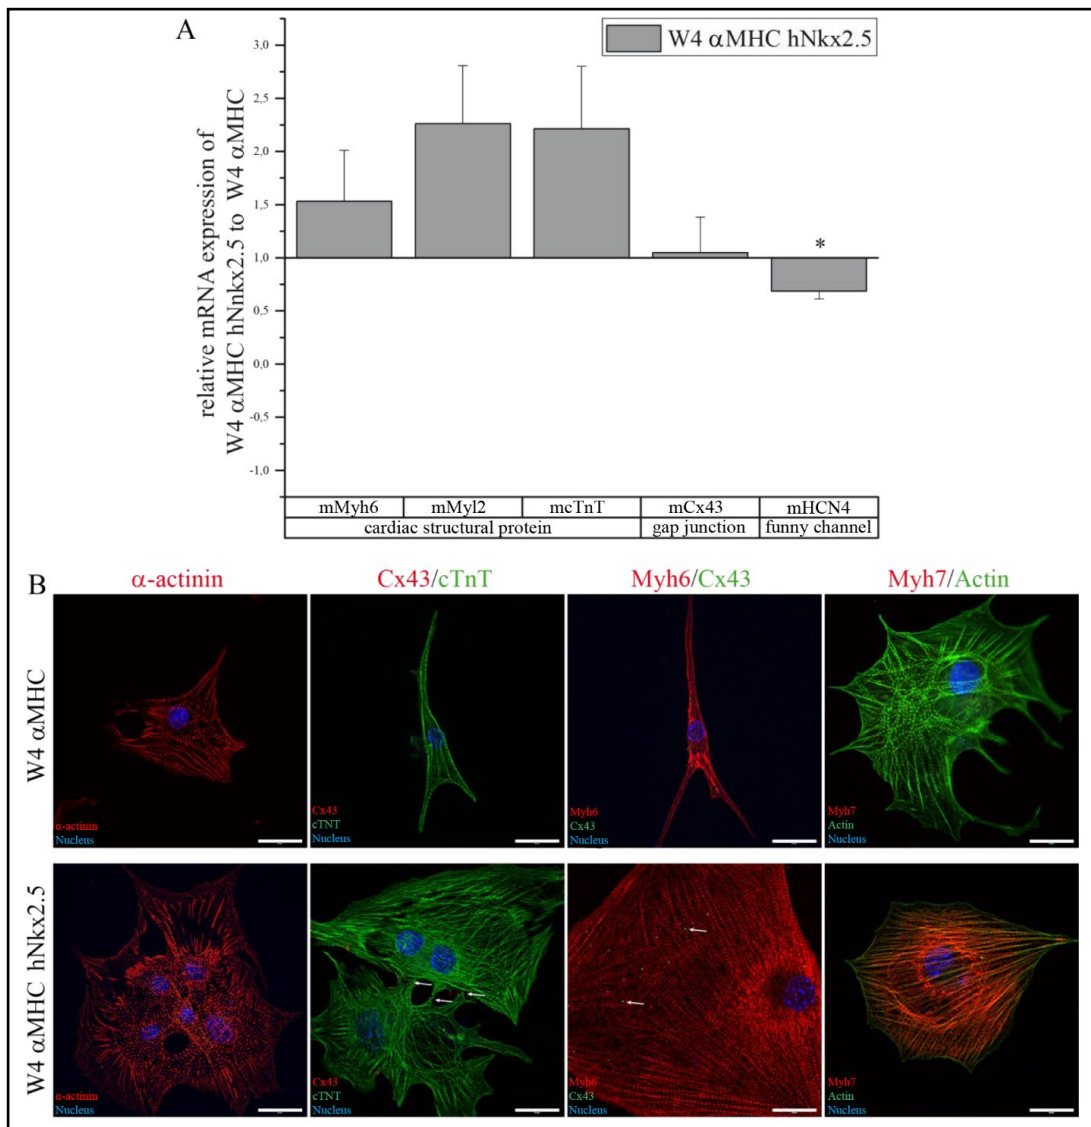 A
W4 αMHC hNkx2.5
relative mRNA expression of
W4 αMHC hNnkx2.5 to W4 αMHC
3,0
2,5
2,0
1,5
1,0
0,5
0,0
-0,5
-1,0
*
mMyh6 mMyl2 mcTnT mCx43 mHCN4
cardiac structural protein gap junction funny channel
B
α-actinin Cx43/cTnT Myh6/Cx43 Myh7/Actin
W4 αMHC
α-actinin
Nucleus
Cx43
cTNT
Nucleus
Myh6
Cx43
Nucleus
Myh7
Actin
Nucleus
W4 αMHC hNkx2.5
α-actinin
Nucleus
Cx43
cTNT
Nucleus
Myh6
Cx43
Nucleus
Myh7
Actin
Nucleus